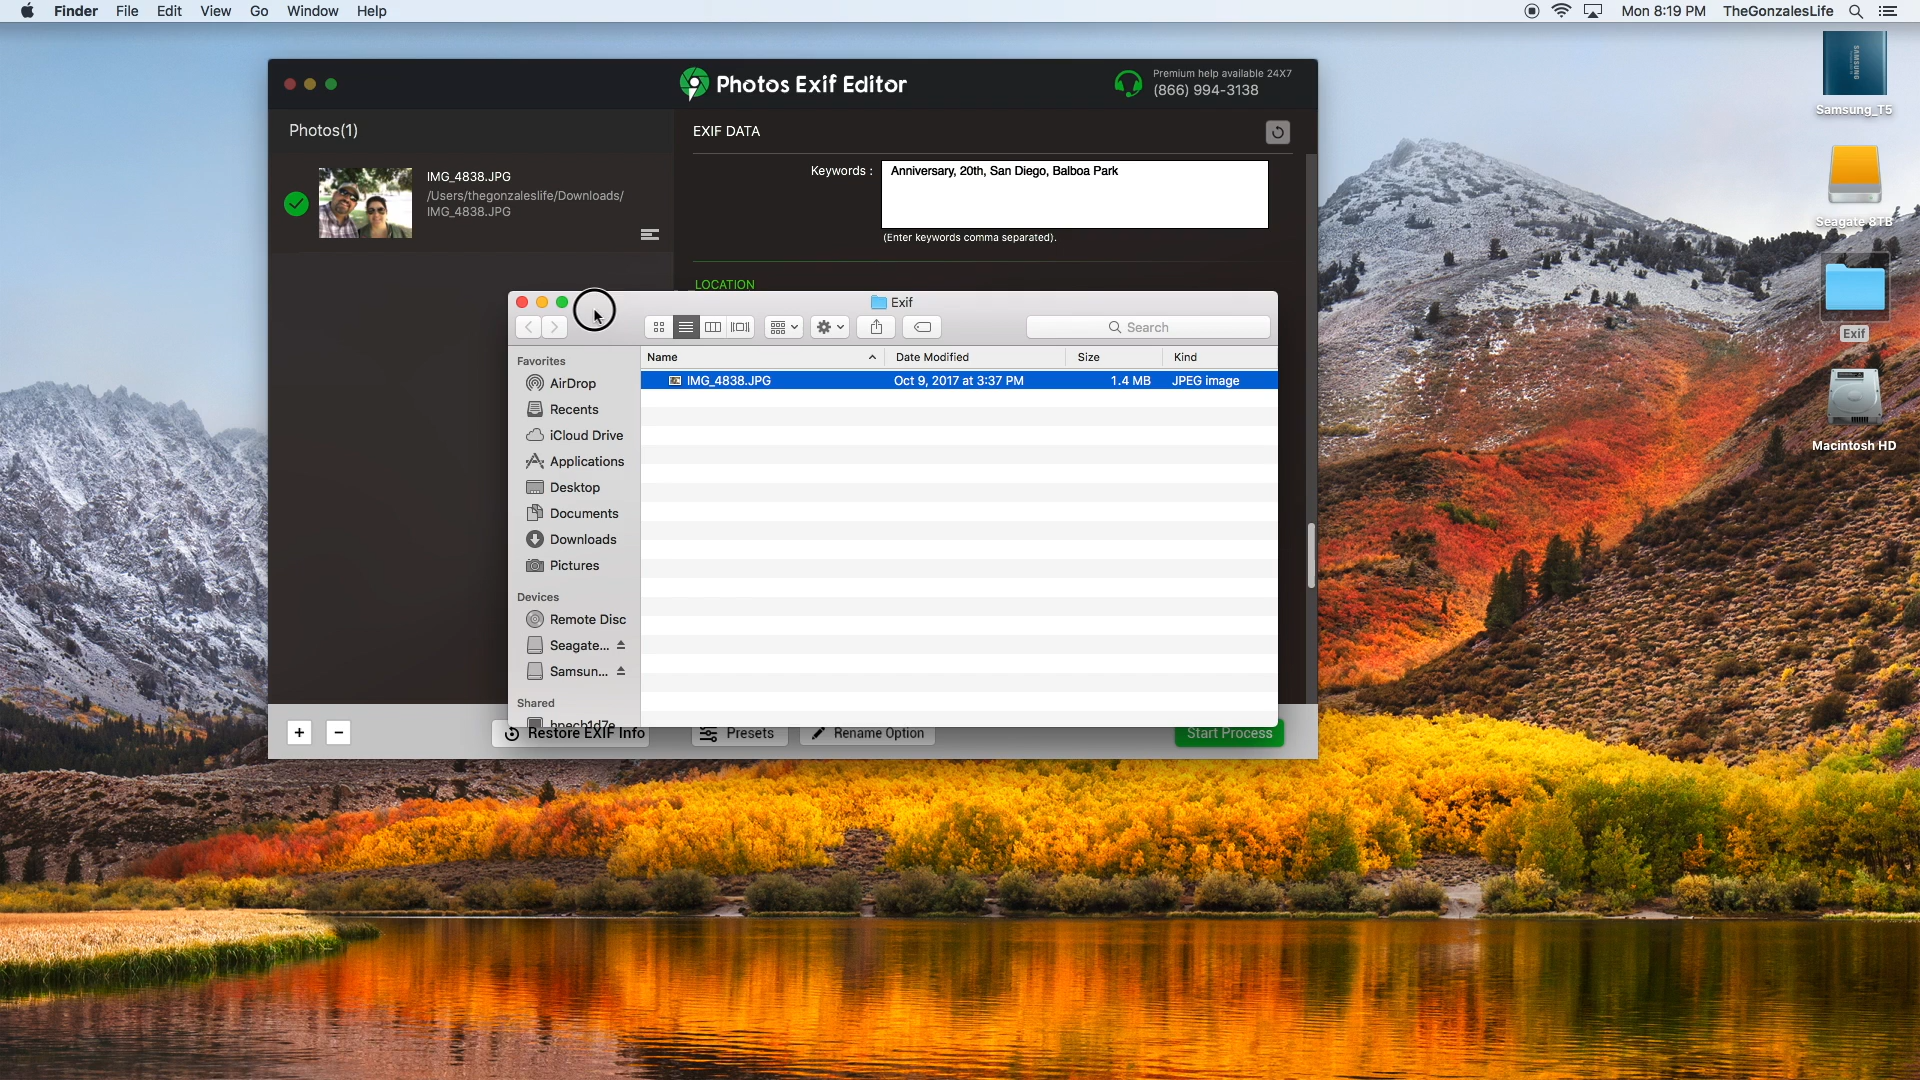 Finder File Edit View Go Window Help
Mon 8:19 PM TheGonzalesLife
Photos Exif Editor
Premium help available 24X7
(866) 994-3138
Photos(1)
IMG_4838.JPG
/Users/thegonzaleslife/Downloads/
IMG_4838.JPG
EXIF DATA
Keywords :
Anniversary, 20th, San Diego, Balboa Park
(Enter keywords comma separated).
LOCATION
Exif
Search
Favorites
AirDrop
Recents
iCloud Drive
Applications
Desktop
Documents
Downloads
Pictures
Devices
Remote Disc
Seagate...
Samsun...
Shared
hpecb1d7e
Name Date Modified Size Kind
IMG_4838.JPG Oct 9, 2017 at 3:37 PM 1.4 MB JPEG image
Restore EXIF Info
Presets
Rename Option
Start Process
SAMSUNG
Samsung_T5
Seagate 8TB
Exif
Macintosh HD